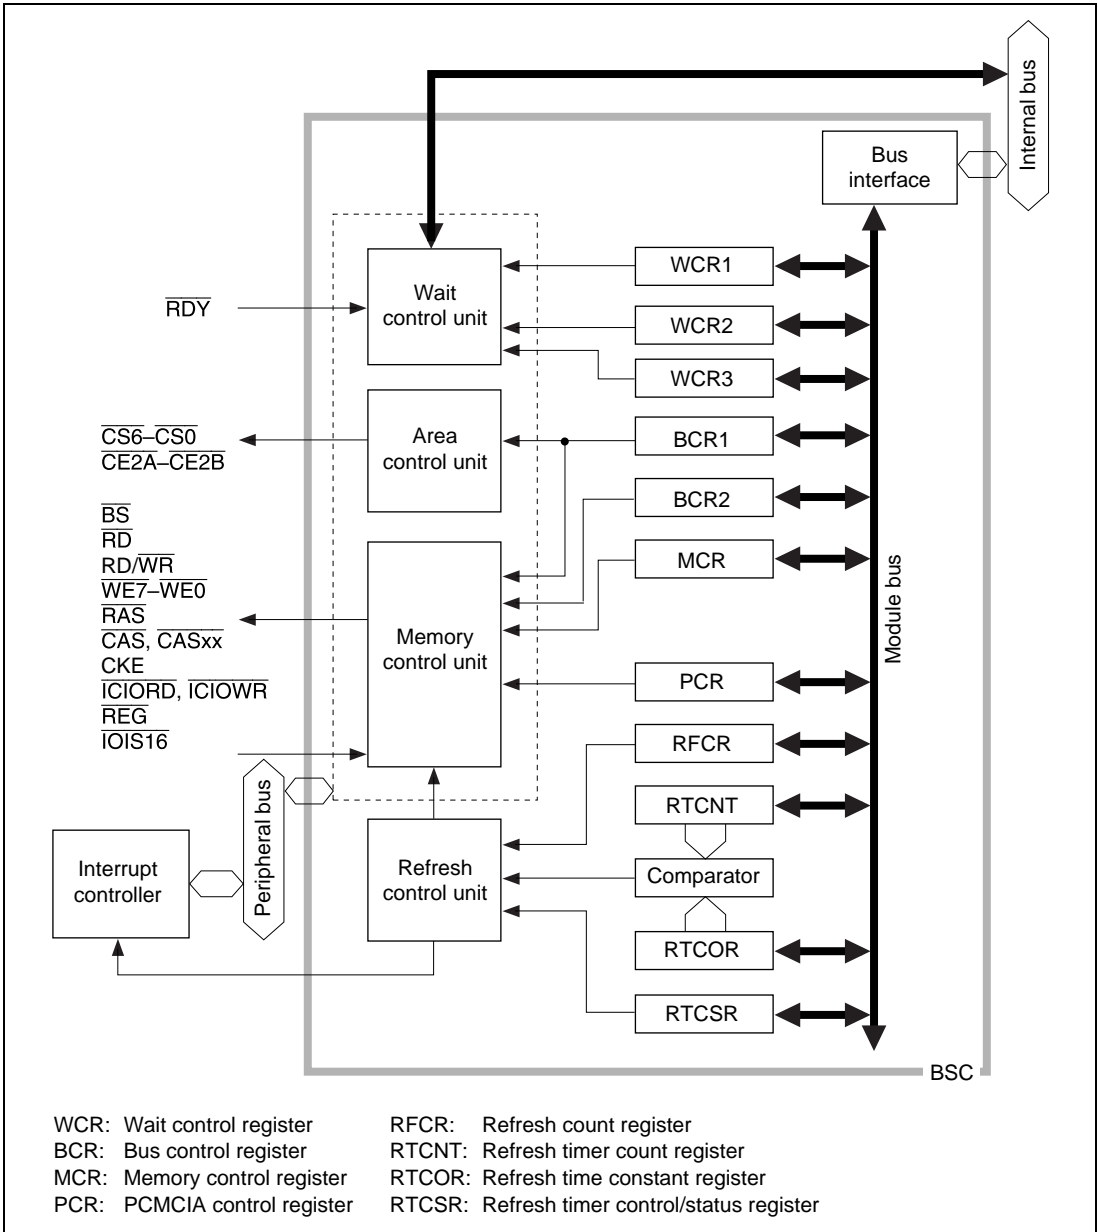 Internal bus
Bus
interface
WCR1
Wait
control unit
RDY
WCR2
WCR3
CS6–CS0
CE2A–CE2B
Area
control unit
BCR1
BCR2
BS
RD
RD/WR
WE7–WE0
RAS
CAS, CASxx
CKE
ICIORD, ICIOWR
REG
IOIS16
MCR
Module bus
Memory
control unit
PCR
RFCR
RTCNT
Peripheral bus
Interrupt
controller
Refresh
control unit
Comparator
RTCOR
RTCSR
BSC
WCR: Wait control register
BCR: Bus control register
MCR: Memory control register
PCR: PCMCIA control register
RFCR: Refresh count register
RTCNT: Refresh timer count register
RTCOR: Refresh time constant register
RTCSR: Refresh timer control/status register